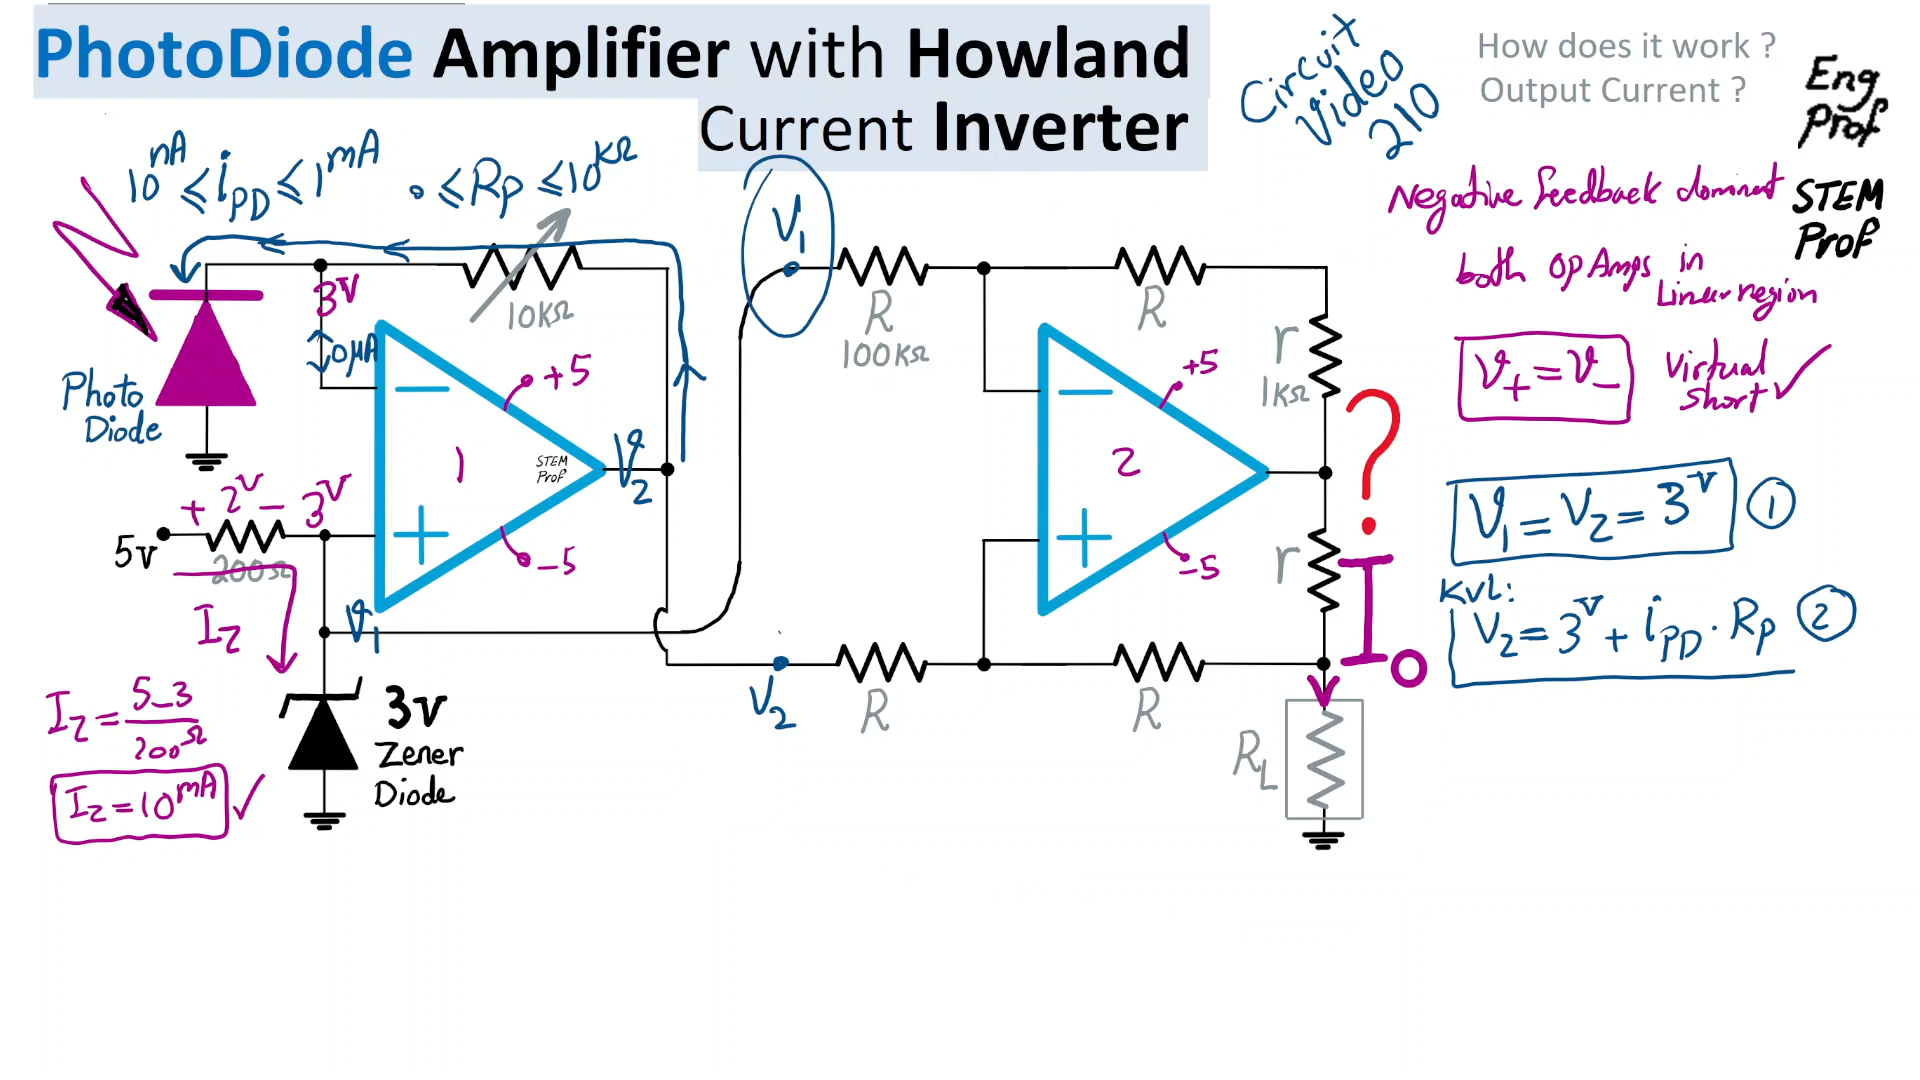 PhotoDiode Amplifier with Howland
Current Inverter
Circuit
Video
210
How does it work ?
Output Current ?
Eng
Prof
STEM
Prof
10nA ≤ iPD ≤ 1mA
0 ≤ Rp ≤ 10kΩ
Negative feedback dominant
both OpAmps in
Linear region
V+ = V-
Virtual
Short ✓
V1 = V2 = 3V ①
KVL:
V2 = 3V + iPD · Rp ②
3V
0μA
10KΩ
Photo
Diode
+5
−
1
STEM
Prof
+
-5
V2
+ 2V -
3V
5v
200Ω
IZ
V1
IZ = 5-3 / 200Ω
IZ = 10mA ✓
3v
Zener
Diode
V1
R
100KΩ
R
r
1KΩ
+5
−
2
+
-5
?
r
Io
V2
R
R
RL